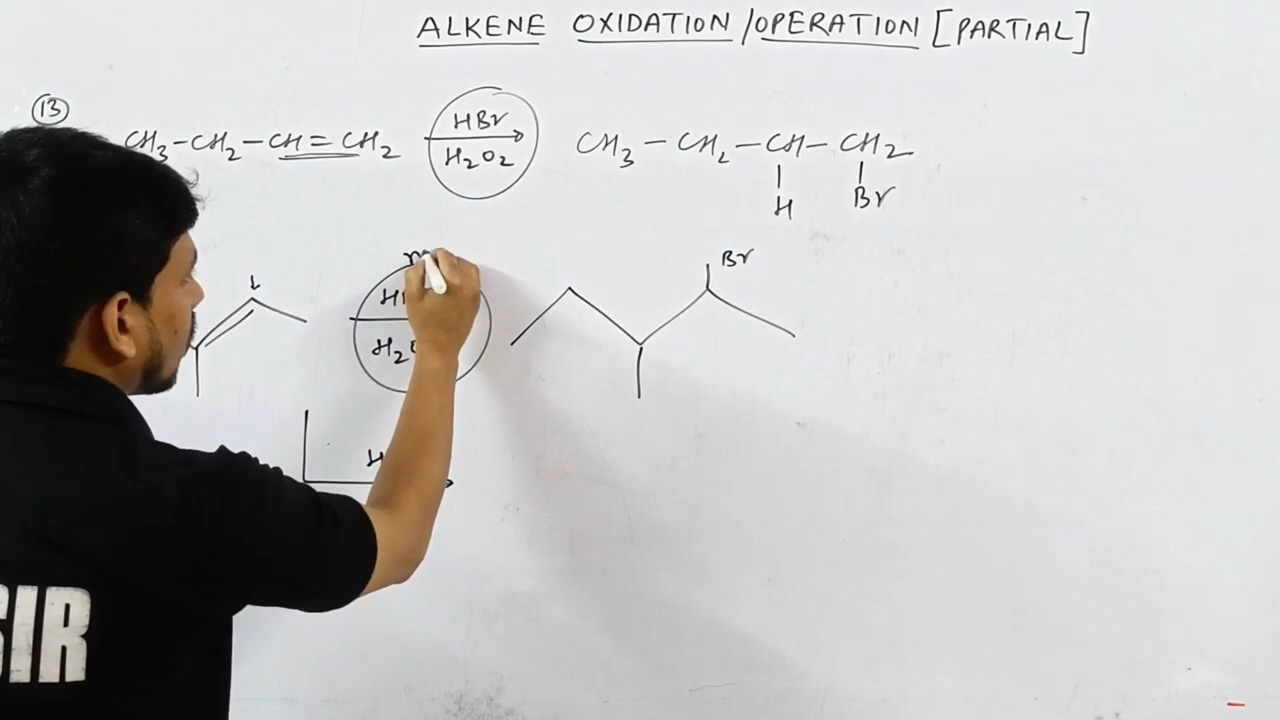 ALKENE OXIDATION/OPERATION [PARTIAL]
13
CH3-CH2-CH=CH2
HBr
H2O2
CH3-CH2-CH-CH2
H
Br
Br
SIR